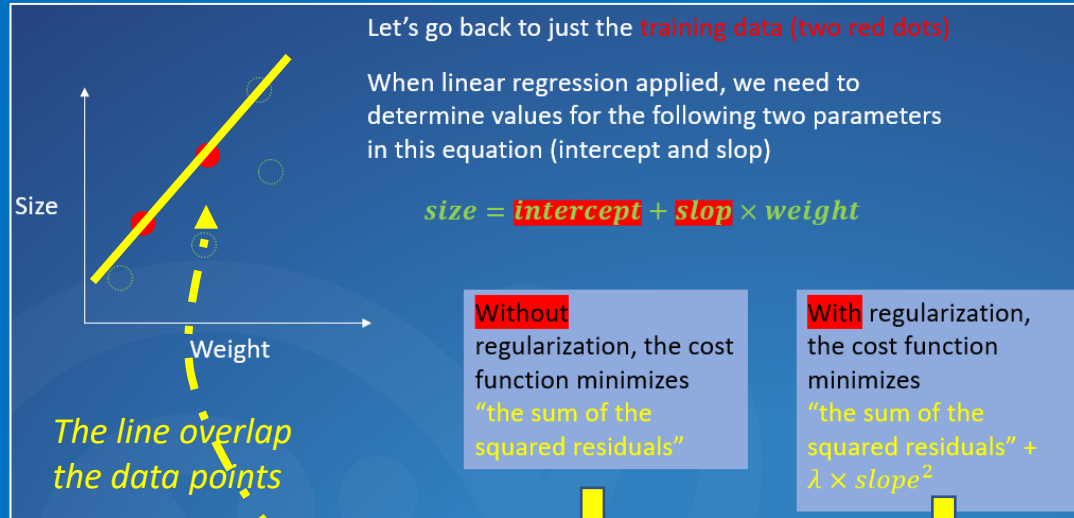 Let's go back to just the training data (two red dots)
When linear regression applied, we need to
determine values for the following two parameters
in this equation (intercept and slop)
size = intercept + slop × weight
Size
Weight
The line overlap
the data points
Without
regularization, the cost
function minimizes
“the sum of the
squared residuals”
With regularization,
the cost function
minimizes
“the sum of the
squared residuals” +
λ × slope²